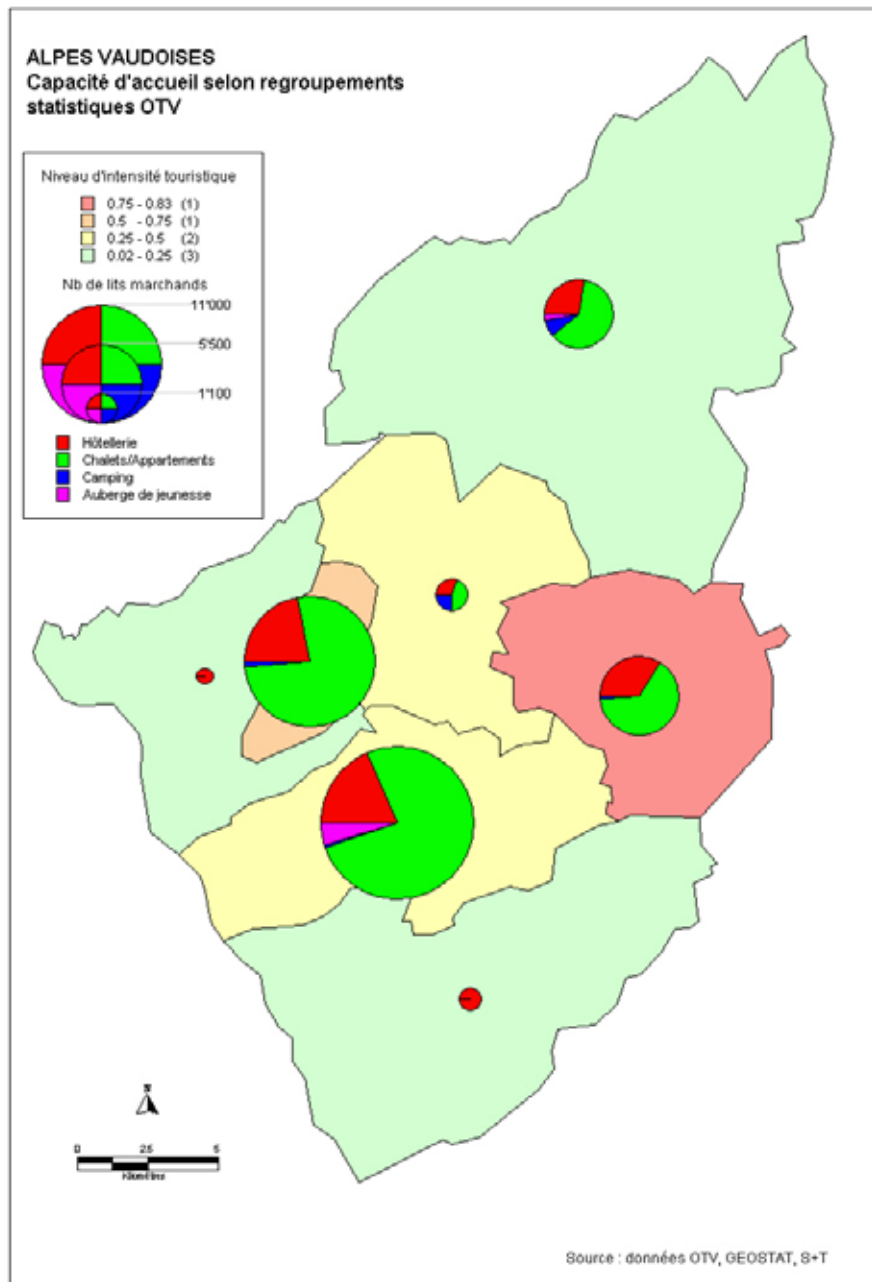 ALPES VAUDOISES
Capacité d'accueil selon regroupements
statistiques OTV
Niveau d'intensité touristique
0.75 - 0.83 (1)
0.5 - 0.75 (1)
0.25 - 0.5 (2)
0.02 - 0.25 (3)
Nb de lits marchands
11'000
5'500
1'100
Hôtellerie
Chalets/Appartements
Camping
Auberge de jeunesse
N
0 2.5 5
Source : données OTV, GEOSTAT, S+T